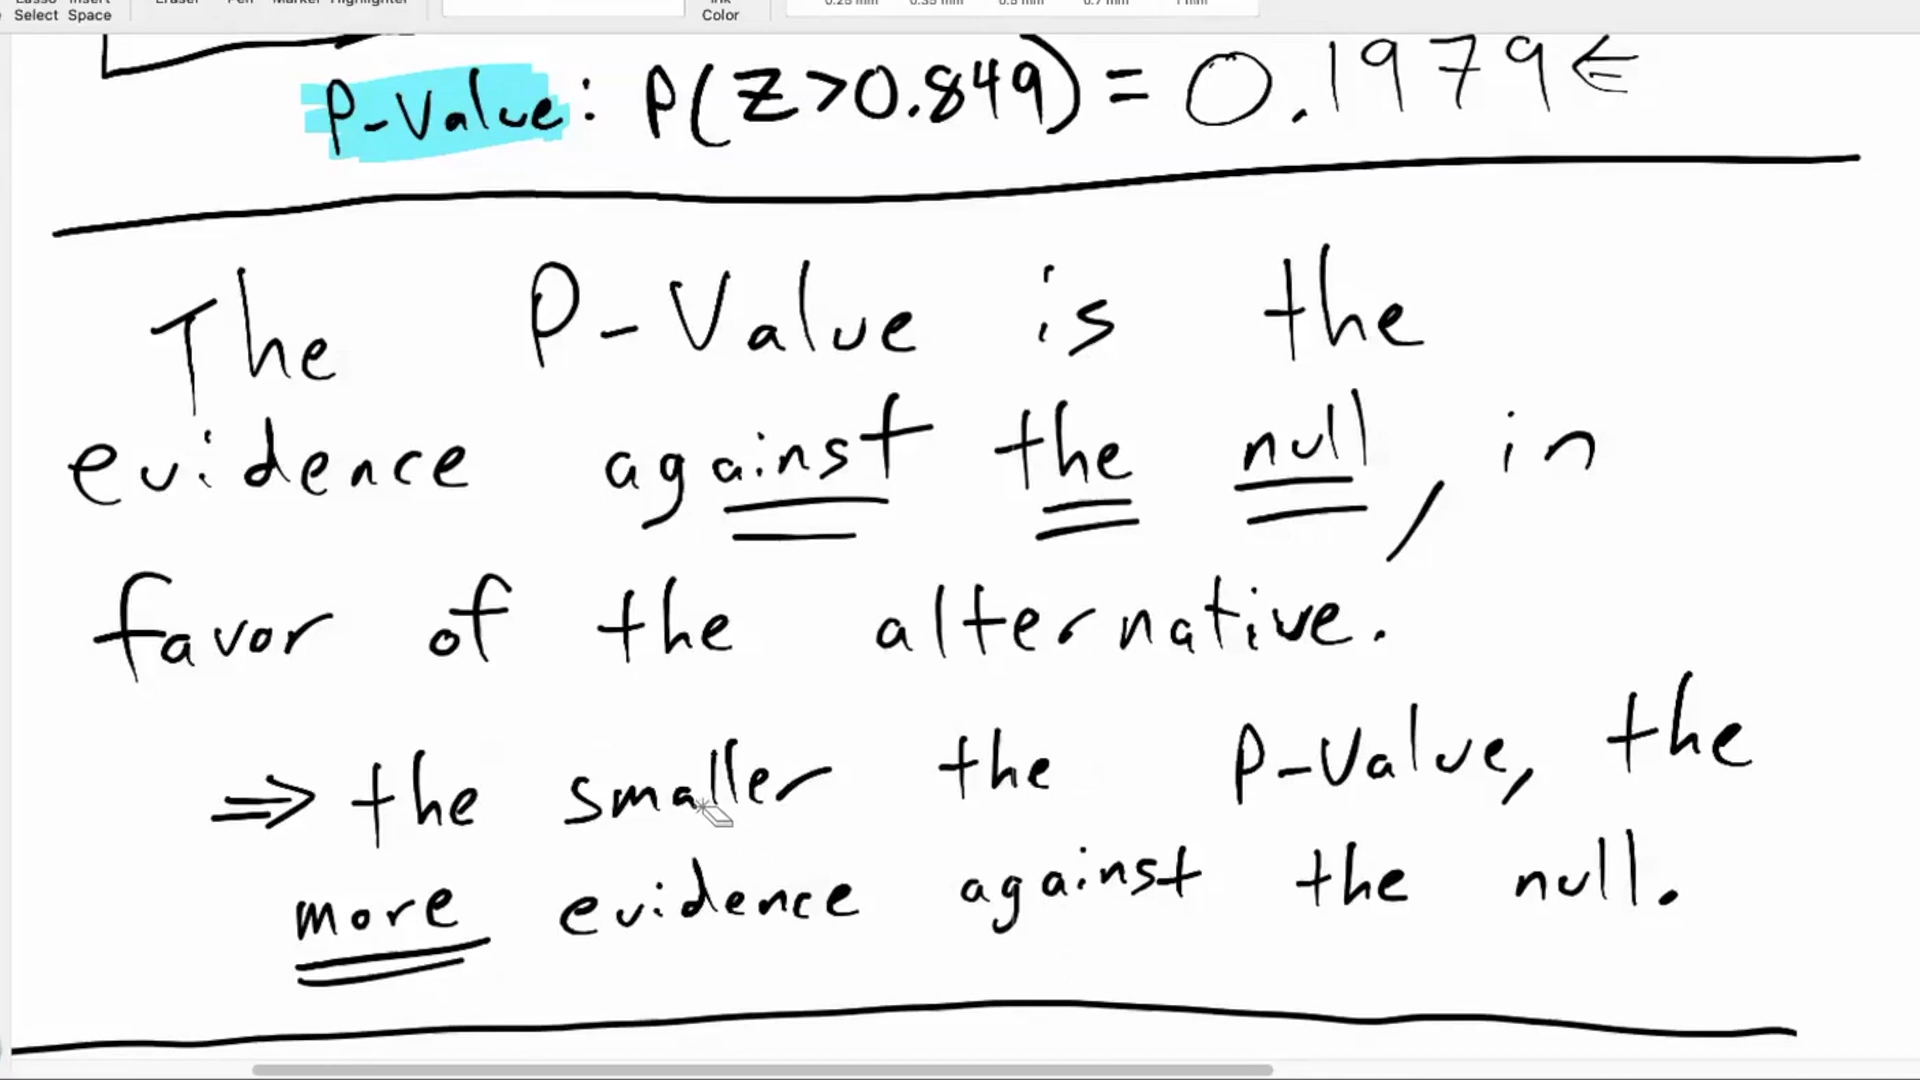 Select Space
Color
P-Value: P(Z>0.849) = 0.1979 ⇐
The P-Value is the
evidence against the null, in
favor of the alternative.
⇒ the smaller the P-Value, the
more evidence against the null.